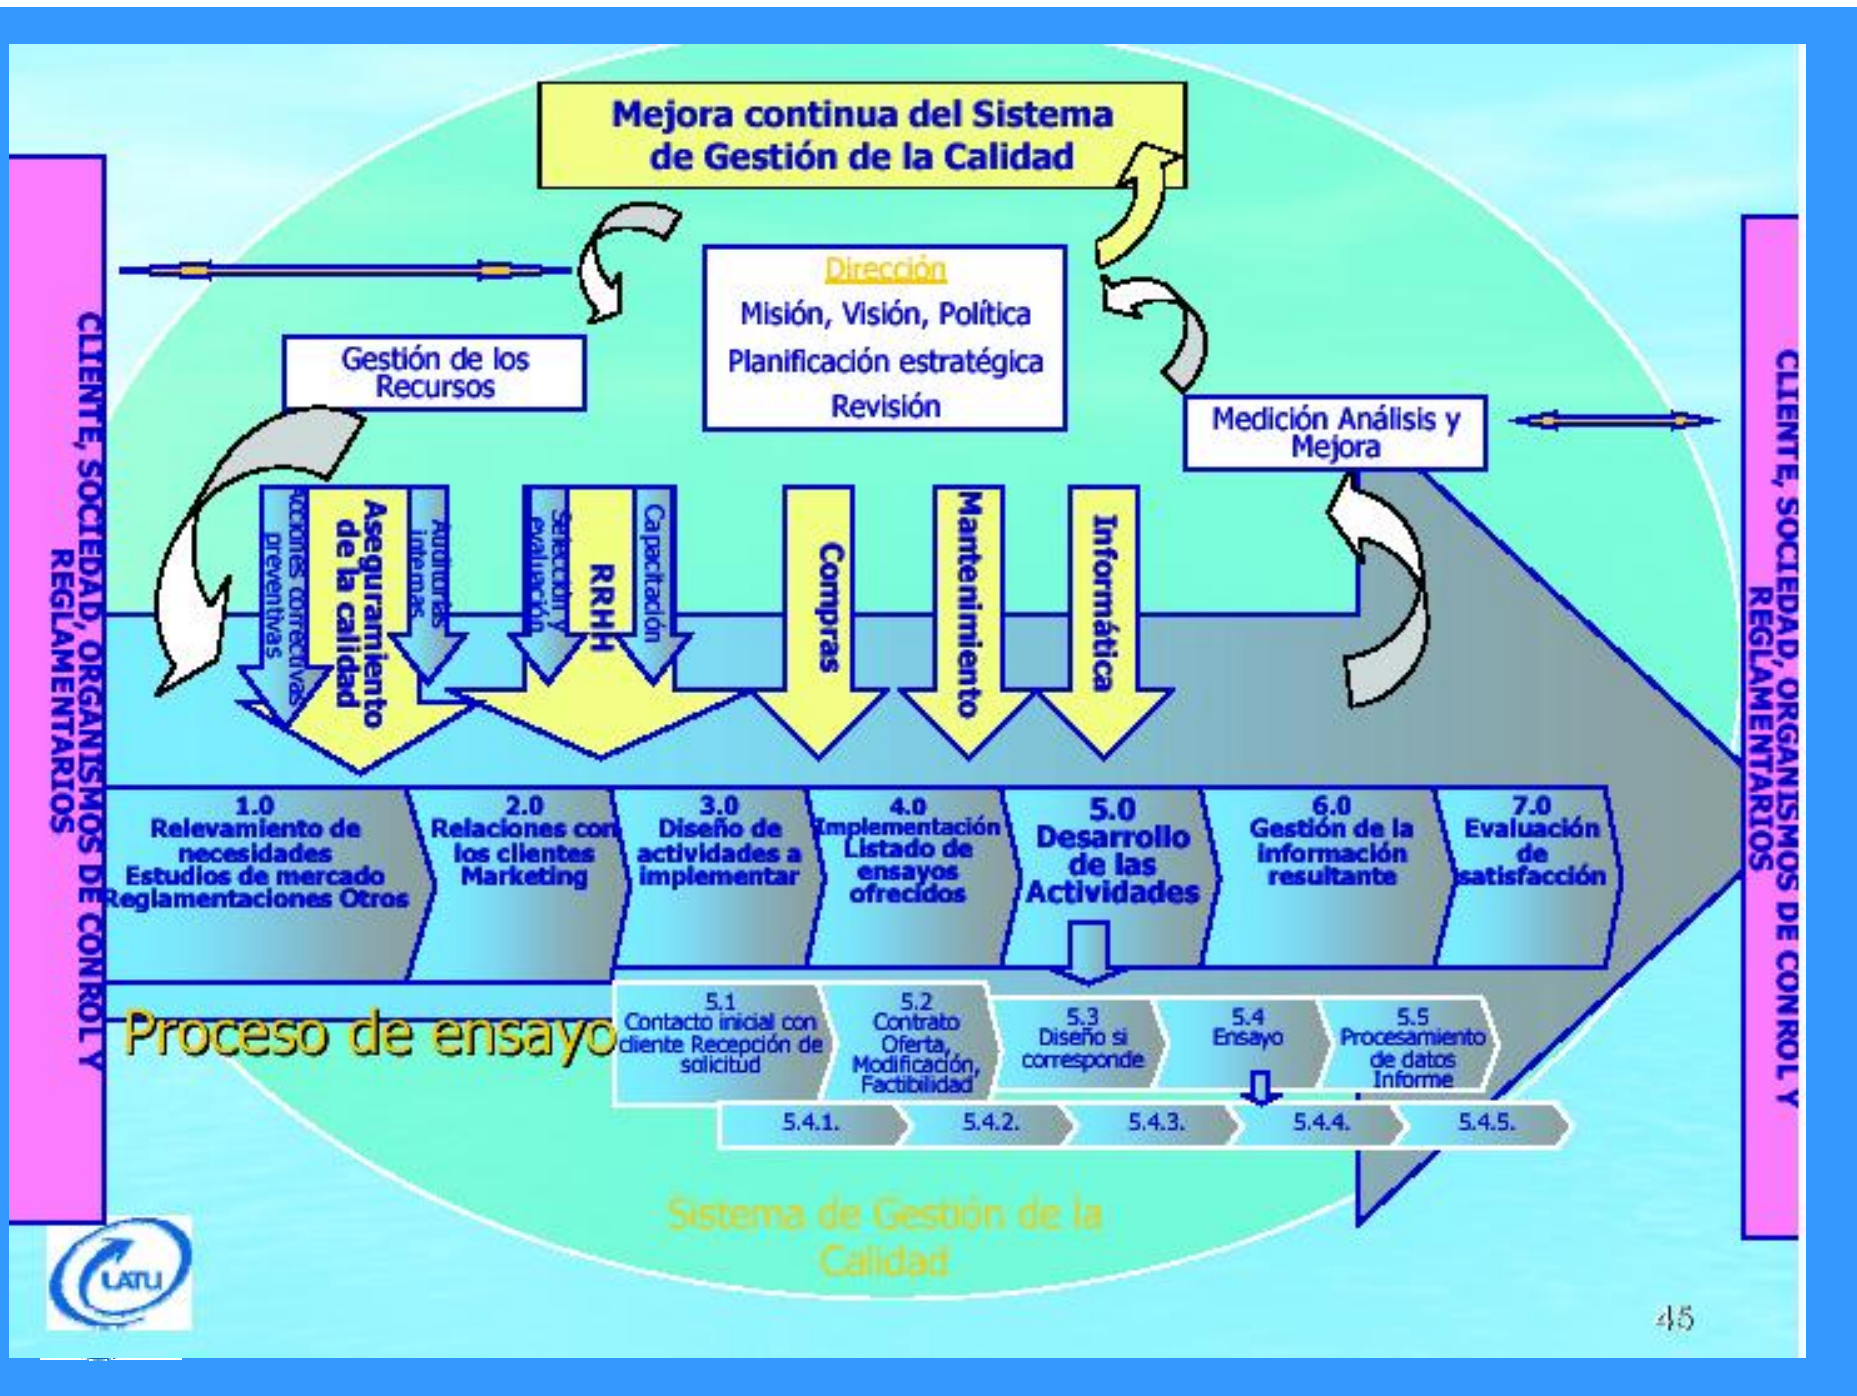 Mejora continua del Sistema
de Gestión de la Calidad
Dirección
Misión, Visión, Política
Planificación estratégica
Revisión
Gestión de los
Recursos
Medición Análisis y
Mejora
CLIENTE, SOCIEDAD, ORGANISMOS DE CONROL Y
REGLAMENTARIOS
Acciones correctivas
preventivas
Aseguramiento
de la calidad
Auditorías
internas
Selección y
evaluación
RRHH
Capacitación
Compras
Mantenimiento
Informática
CLIENTE, SOCIEDAD, ORGANISMOS DE CONROL Y
REGLAMENTARIOS
1.0
Relevamiento de
necesidades
Estudios de mercado
Reglamentaciones Otros
2.0
Relaciones con
los clientes
Marketing
3.0
Diseño de
actividades a
implementar
4.0
Implementación
Listado de
ensayos
ofrecidos
5.0
Desarrollo
de las
Actividades
6.0
Gestión de la
información
resultante
7.0
Evaluación
de
satisfacción
Proceso de ensayo
5.1
Contacto inicial con
cliente Recepción de
solicitud
5.2
Contrato
Oferta,
Modificación,
Factibilidad
5.3
Diseño si
corresponde
5.4
Ensayo
5.5
Procesamiento
de datos
Informe
5.4.1.
5.4.2.
5.4.3.
5.4.4.
5.4.5.
Sistema de Gestión de la
Calidad
LATU
45